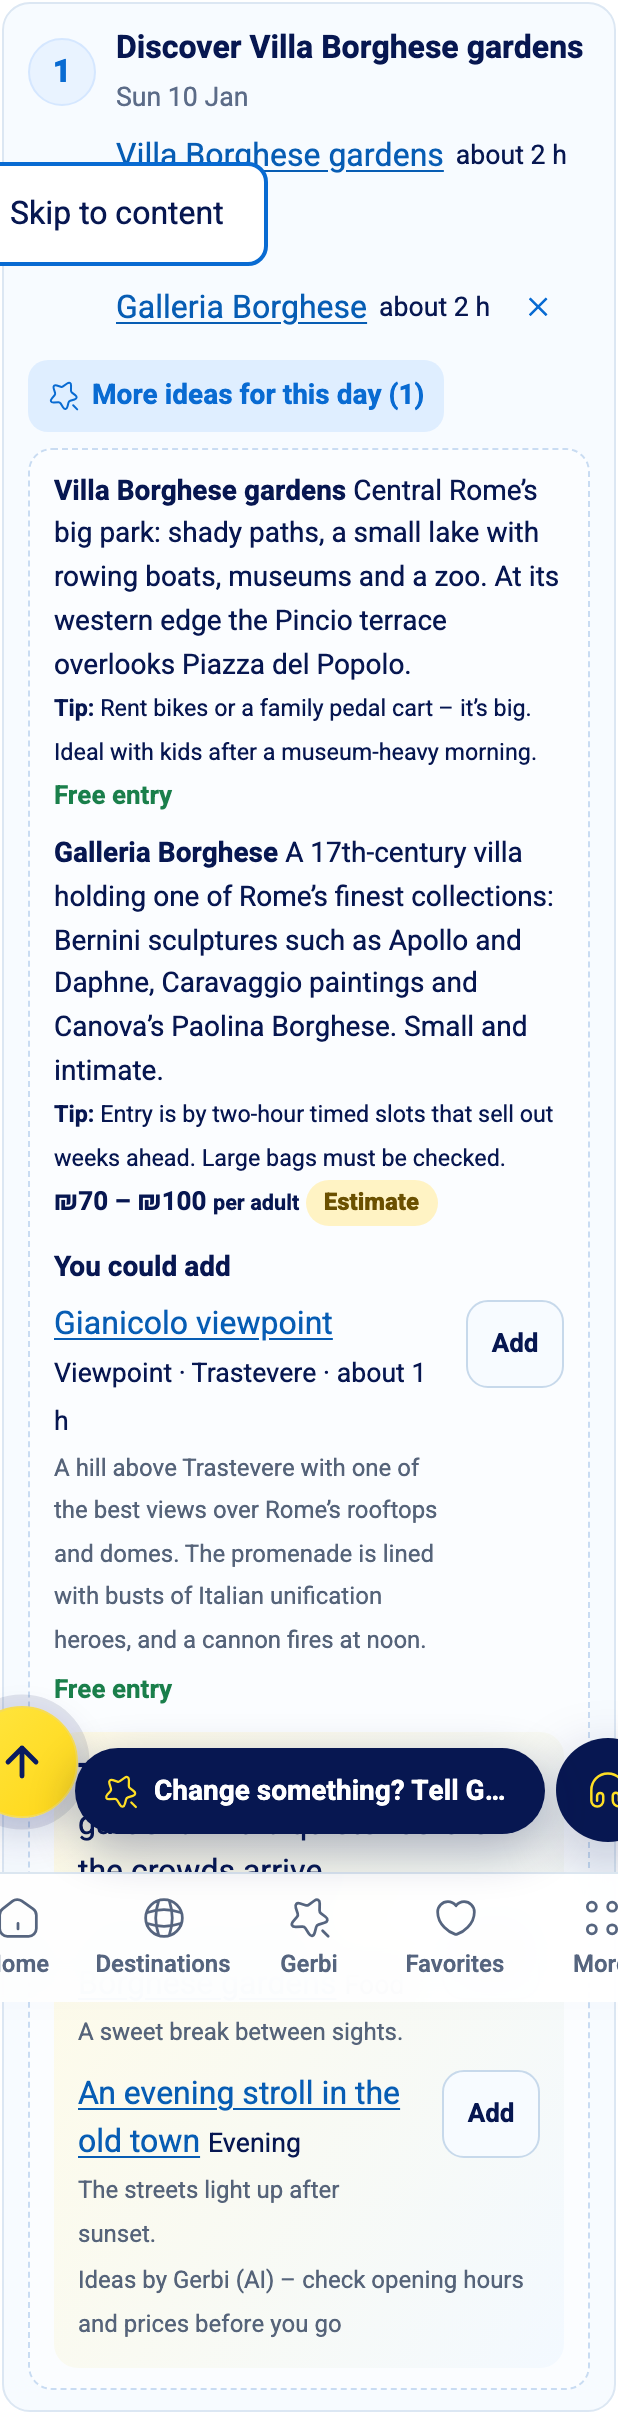 1
Discover Villa Borghese gardens
Sun 10 Jan
Villa Borghese gardens about 2 h
Skip to content
Galleria Borghese about 2 h
More ideas for this day (1)
Villa Borghese gardens Central Rome's
big park: shady paths, a small lake with
rowing boats, museums and a zoo. At its
western edge the Pincio terrace
overlooks Piazza del Popolo.
Tip: Rent bikes or a family pedal cart – it's big.
Ideal with kids after a museum-heavy morning.
Free entry
Galleria Borghese A 17th-century villa
holding one of Rome's finest collections:
Bernini sculptures such as Apollo and
Daphne, Caravaggio paintings and
Canova's Paolina Borghese. Small and
intimate.
Tip: Entry is by two-hour timed slots that sell out
weeks ahead. Large bags must be checked.
₪70 – ₪100 per adult Estimate
You could add
Gianicolo viewpoint
Add
Viewpoint · Trastevere · about 1
h
A hill above Trastevere with one of
the best views over Rome's rooftops
and domes. The promenade is lined
with busts of Italian unification
heroes, and a cannon fires at noon.
Free entry
Change something? Tell G...
the crowds arrive
ome Destinations Gerbi Favorites Mor
A sweet break between sights.
An evening stroll in the
old town Evening
Add
The streets light up after
sunset.
Ideas by Gerbi (AI) – check opening hours
and prices before you go